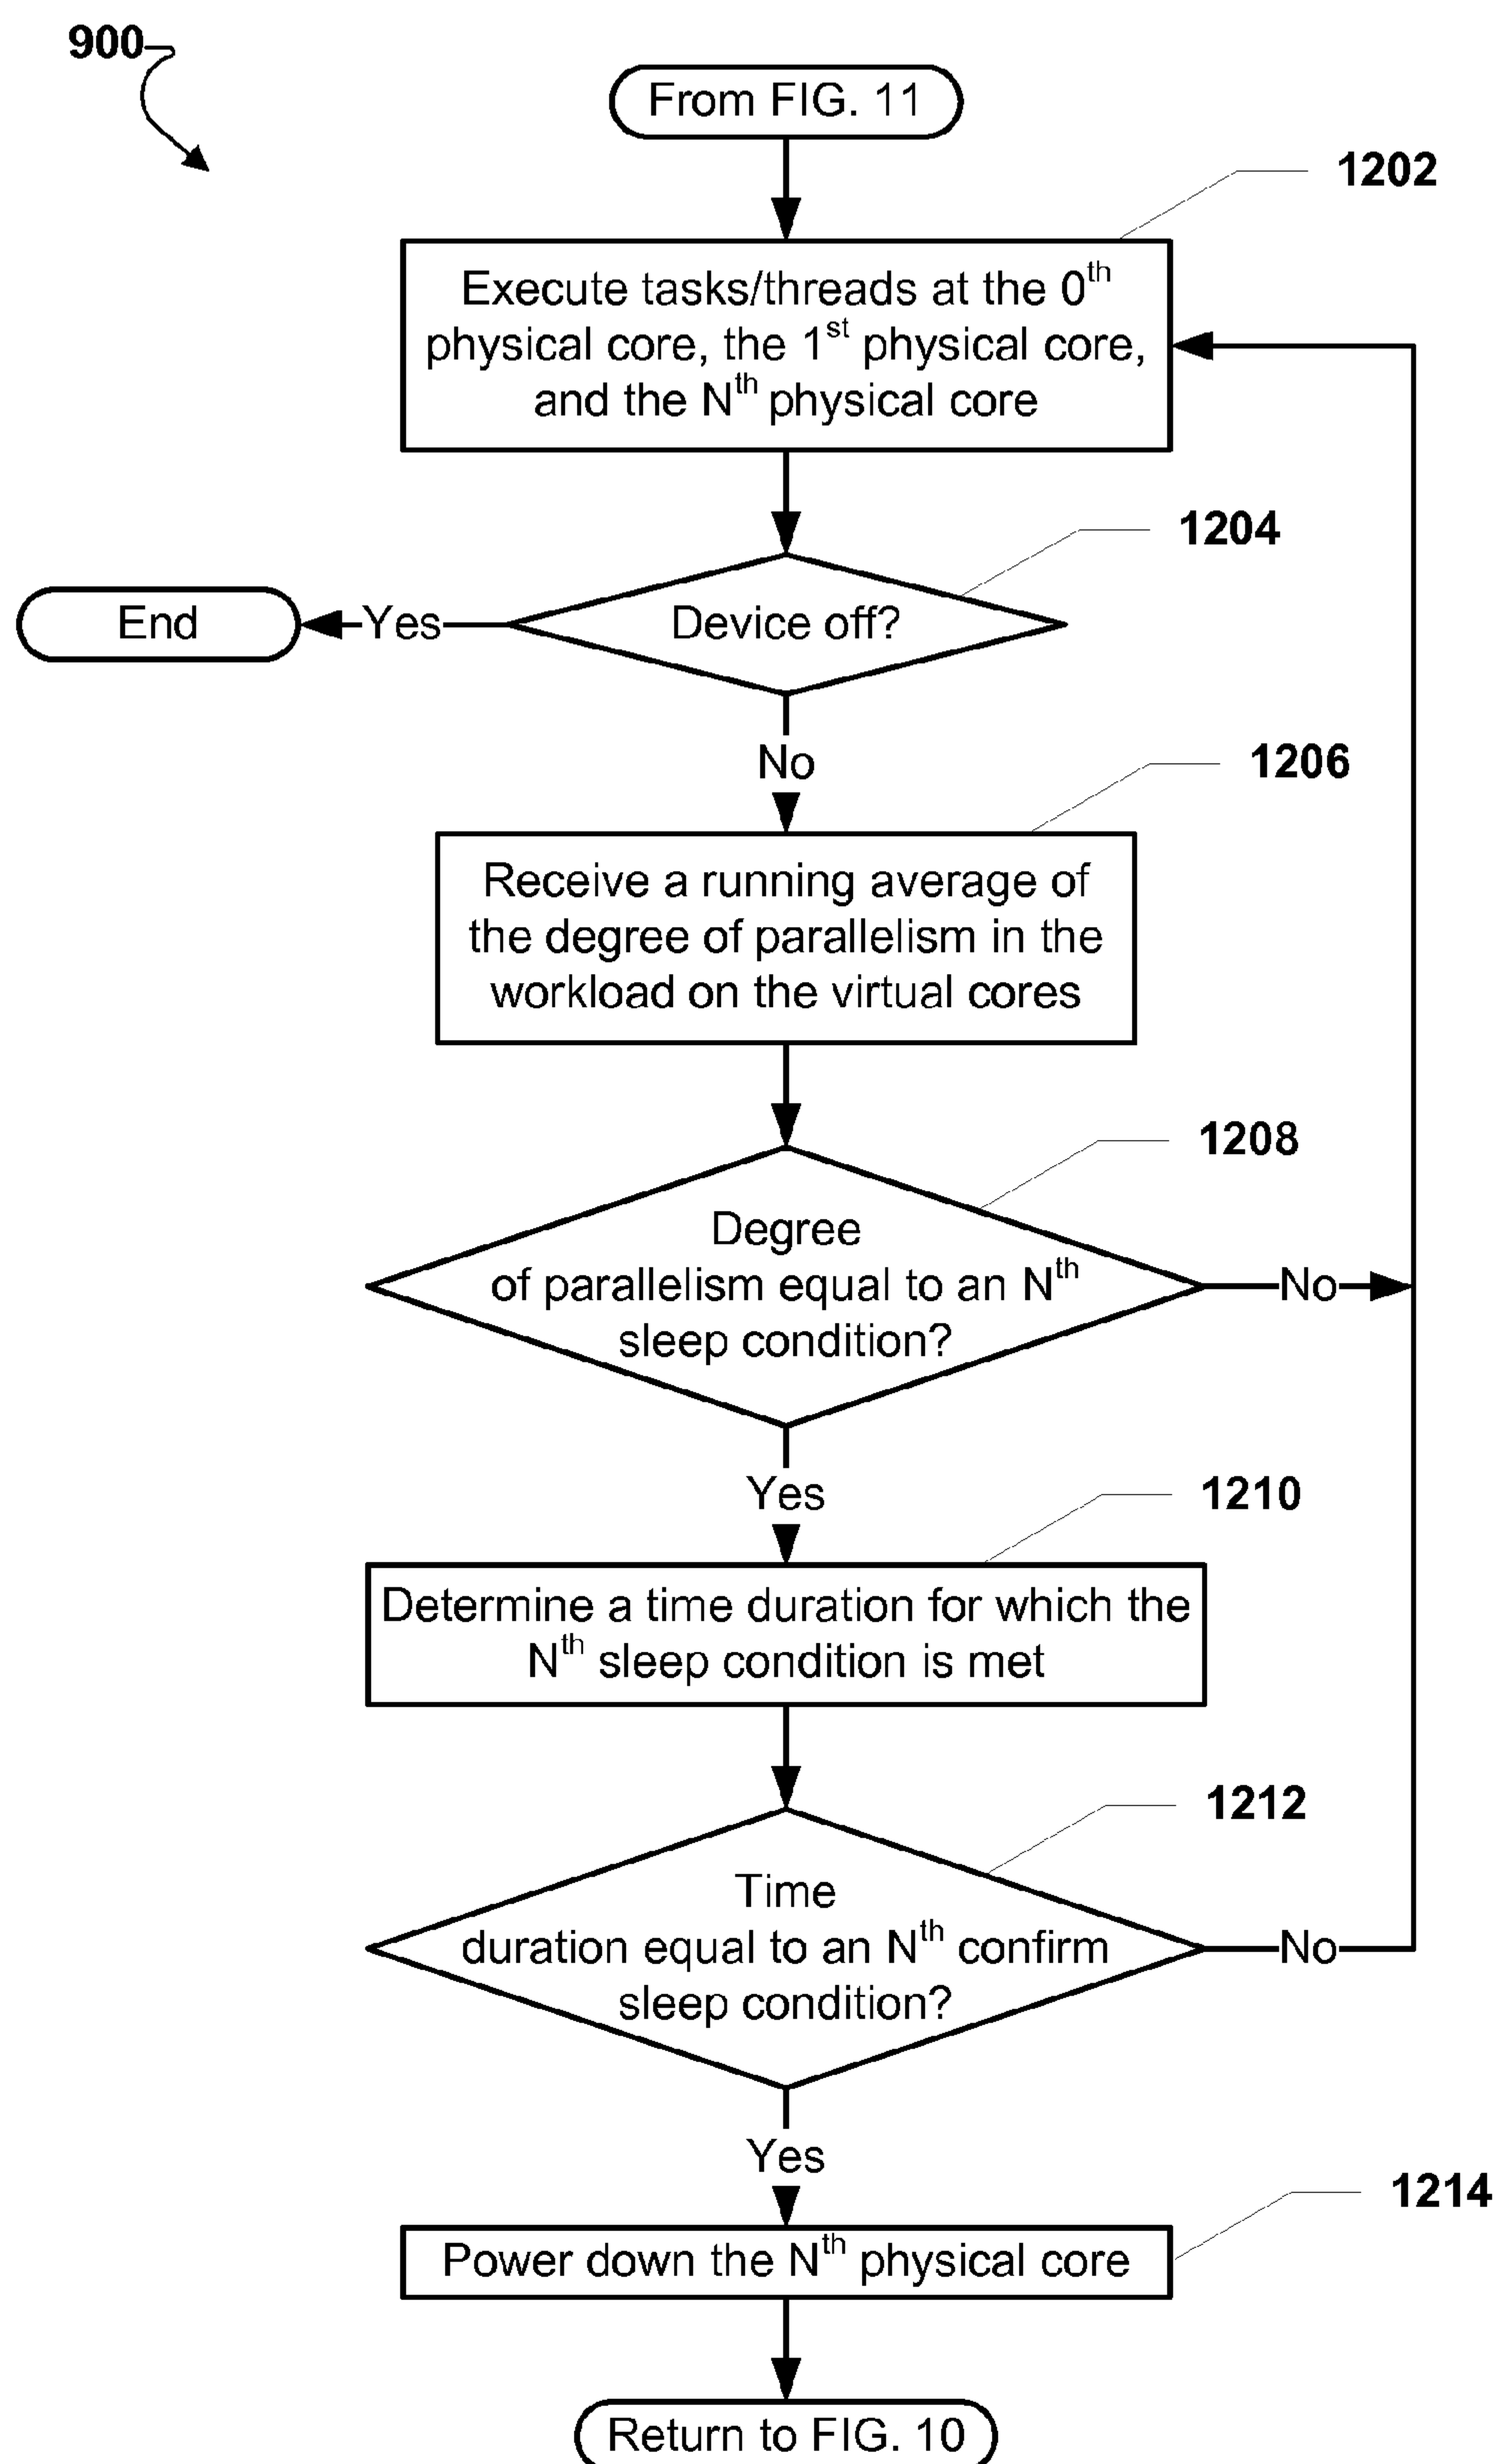 900
From FIG. 11
1202
Execute tasks/threads at the 0th
physical core, the 1st physical core,
and the Nth physical core
1204
Device off?
Yes
End
No
1206
Receive a running average of
the degree of parallelism in the
workload on the virtual cores
1208
Degree
of parallelism equal to an Nth
sleep condition?
No
Yes
1210
Determine a time duration for which the
Nth sleep condition is met
1212
Time
duration equal to an Nth confirm
sleep condition?
No
Yes
1214
Power down the Nth physical core
Return to FIG. 10